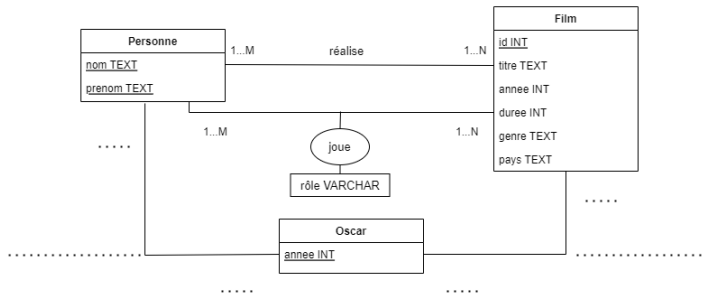 Film
Personne
id INT
1...M
réalise
1...N
nom TEXT
titre TEXT
prenom TEXT
annee INT
duree INT
1...M
1...N
genre TEXT
joue
.....
pays TEXT
rôle VARCHAR
.....
Oscar
annee INT
...................
..................
.....
.....